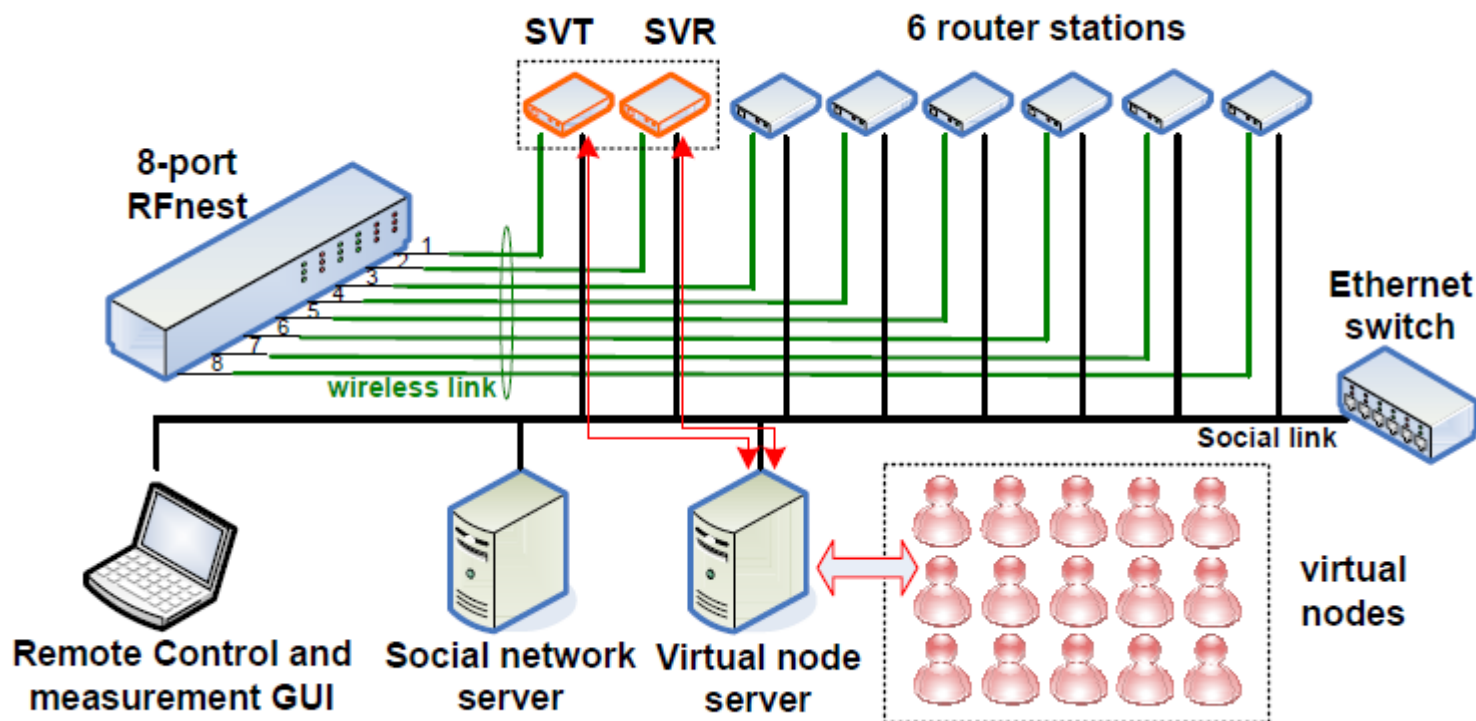 SVT
SVR
6 router stations
8-port
RFnest
1
2
3
4
5
6
7
8
wireless link
Ethernet
switch
Social link
Remote Control and
measurement GUI
Social network
server
Virtual node
server
virtual
nodes